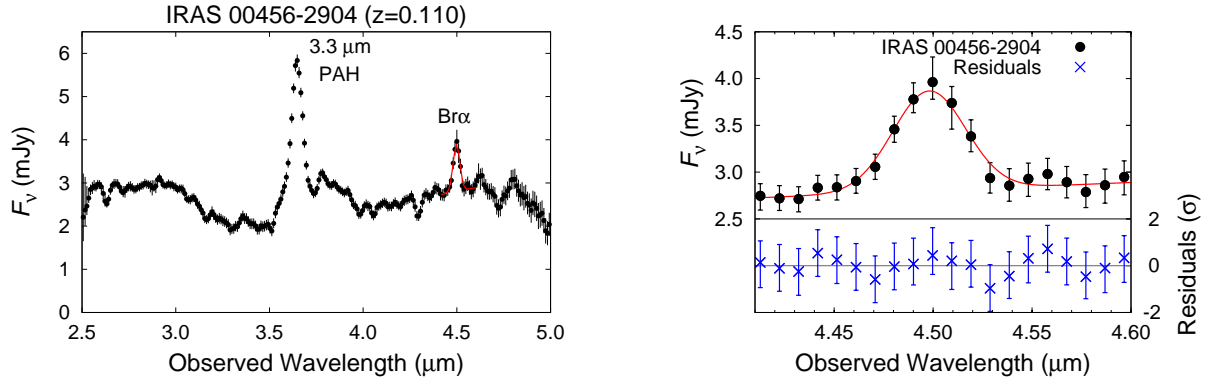 IRAS 00456-2904 (z=0.110)
6
5
4
3
2
1
0
Fν (mJy)
3.3 μm
PAH
Brα
2.5 3.0 3.5 4.0 4.5 5.0
Observed Wavelength (μm)
IRAS 00456-2904
Residuals
4.5
4.0
3.5
3.0
2.5
Fν (mJy)
2
0
-2
Residuals (σ)
4.45 4.50 4.55 4.60
Observed Wavelength (μm)